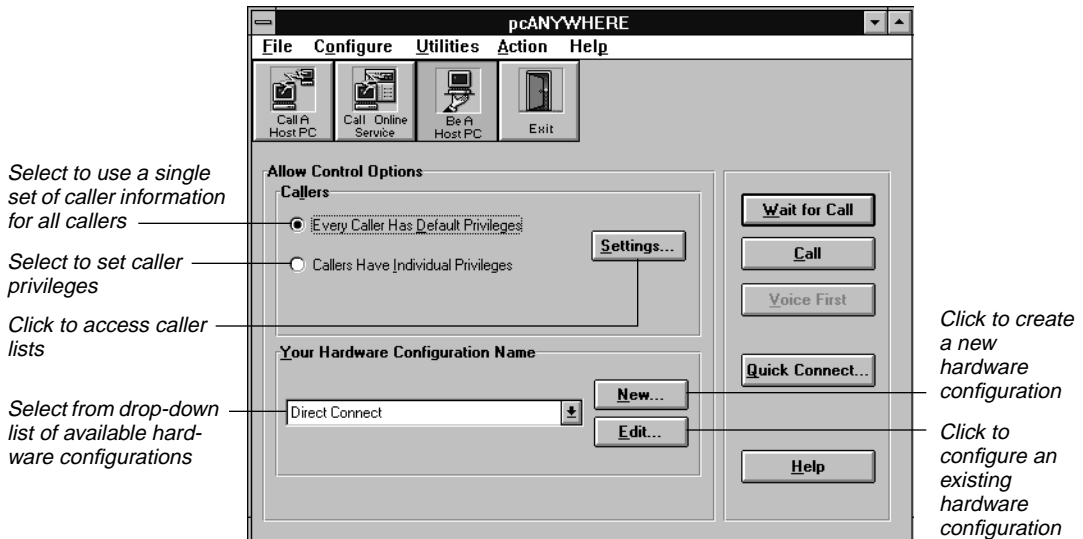 pcANYWHERE
File Configure Utilities Action Help
Call A
Host PC
Call Online
Service
Be A
Host PC
Exit
Select to use a single
set of caller information
for all callers
Select to set caller
privileges
Click to access caller
lists
Select from drop-down
list of available hard-
ware configurations
Allow Control Options
Callers
Every Caller Has Default Privileges
Callers Have Individual Privileges
Settings...
Your Hardware Configuration Name
Direct Connect
New...
Edit...
Wait for Call
Call
Voice First
Quick Connect...
Help
Click to create
a new
hardware
configuration
Click to
configure an
existing
hardware
configuration